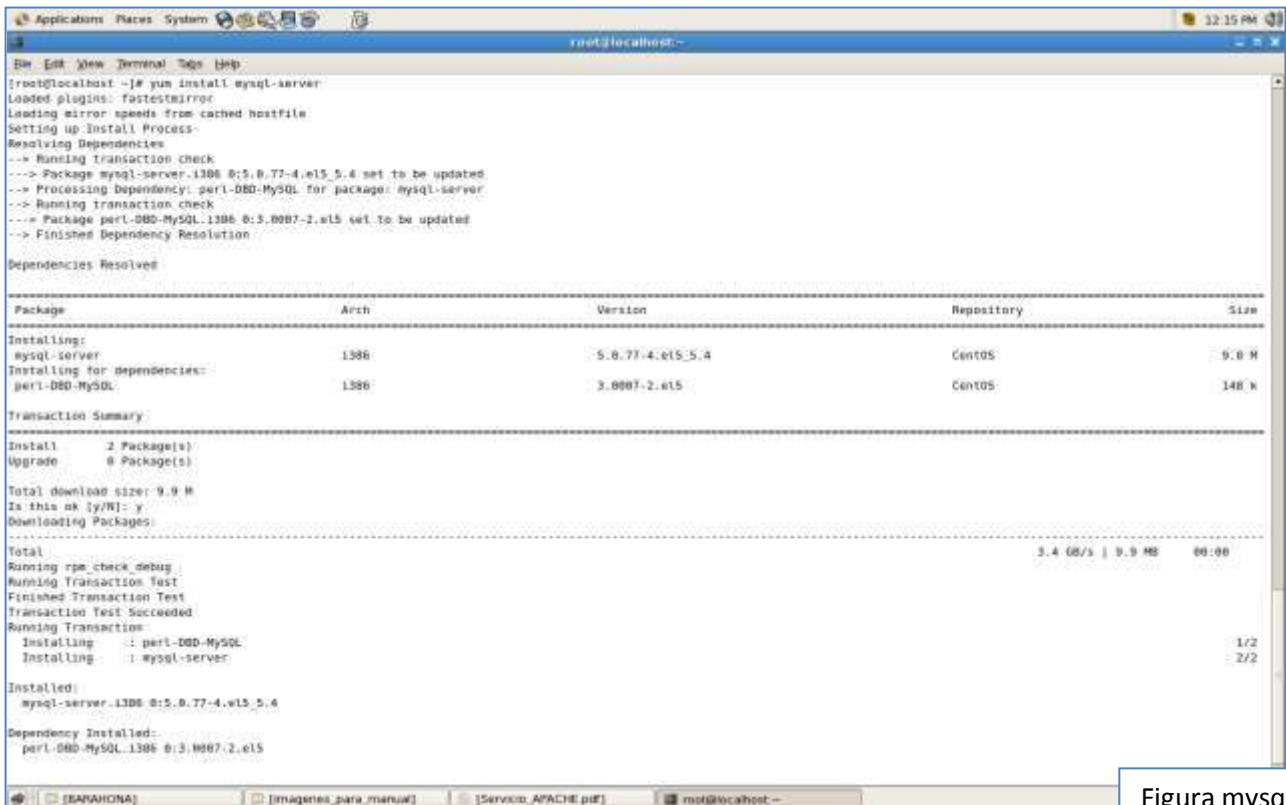 Applications Places System 12:15 PM
root@localhost:~
File Edit View Terminal Tabs Help
[root@localhost ~]# yum install mysql-server
Loaded plugins: fastestmirror
Loading mirror speeds from cached hostfile
Setting up Install Process
Resolving Dependencies
--> Running transaction check
---> Package mysql-server.i386 0:5.0.77-4.el5_5.4 set to be updated
--> Processing Dependency: perl-DBD-MySQL for package: mysql-server
--> Running transaction check
---> Package perl-DBD-MySQL.i386 0:3.0007-2.el5 set to be updated
--> Finished Dependency Resolution
Dependencies Resolved
Package Arch Version Repository Size
Installing:
mysql-server i386 5.0.77-4.el5_5.4 CentOS 9.8 M
Installing for dependencies:
perl-DBD-MySQL i386 3.0007-2.el5 CentOS 148 k
Transaction Summary
Install 2 Package(s)
Upgrade 0 Package(s)
Total download size: 9.9 M
Is this ok [y/N]: y
Downloading Packages:
Total 3.4 GB/s | 9.9 MB 00:00
Running rpm_check_debug
Running Transaction Test
Finished Transaction Test
Transaction Test Succeeded
Running Transaction
Installing : perl-DBD-MySQL 1/2
Installing : mysql-server 2/2
Installed:
mysql-server.i386 0:5.0.77-4.el5_5.4
Dependency Installed:
perl-DBD-MySQL.i386 0:3.0007-2.el5
[BARAHONA] [imagenes_para_manual] [Servicio_APACHE.pdf] root@localhost:~
Figura mysq